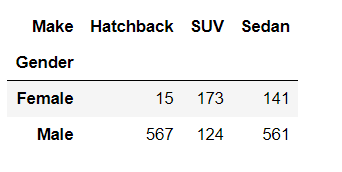 Make Hatchback SUV Sedan
Gender
Female 15 173 141
Male 567 124 561